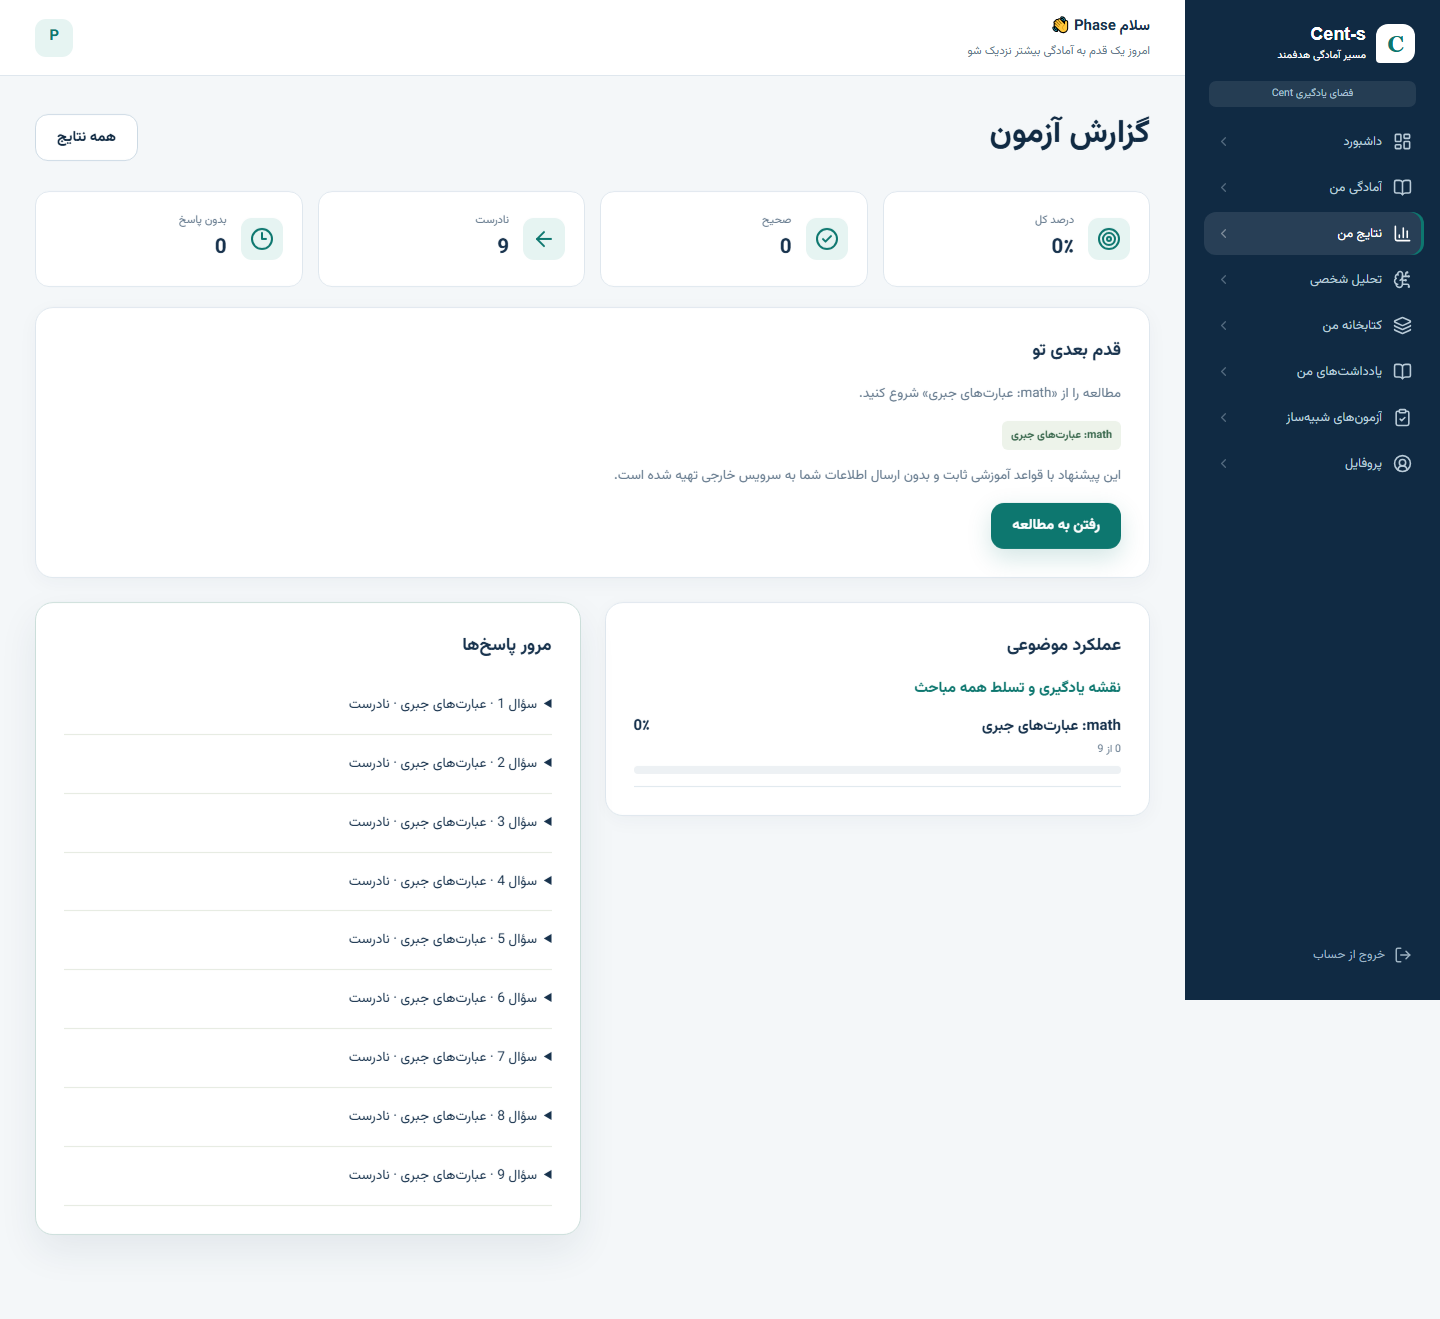 Cent-s
مسیر آمادگی هدفمند
C
فضای یادگیری Cent
داشبورد
آمادگی من
نتایج من
تحلیل شخصی
کتابخانه من
یادداشت‌های من
آزمون‌های شبیه‌ساز
پروفایل
خروج از حساب
سلام Phase 👋
امروز یک قدم به آمادگی بیشتر نزدیک شو
P
گزارش آزمون
همه نتایج
درصد کل
0٪
صحیح
0
نادرست
9
بدون پاسخ
0
قدم بعدی تو
مطالعه را از «math: عبارت‌های جبری» شروع کنید.
math: عبارت‌های جبری
این پیشنهاد با قواعد آموزشی ثابت و بدون ارسال اطلاعات شما به سرویس خارجی تهیه شده است.
رفتن به مطالعه
عملکرد موضوعی
نقشه یادگیری و تسلط همه مباحث
math: عبارت‌های جبری
0٪
0 از 9
مرور پاسخ‌ها
سؤال 1 · عبارت‌های جبری · نادرست
سؤال 2 · عبارت‌های جبری · نادرست
سؤال 3 · عبارت‌های جبری · نادرست
سؤال 4 · عبارت‌های جبری · نادرست
سؤال 5 · عبارت‌های جبری · نادرست
سؤال 6 · عبارت‌های جبری · نادرست
سؤال 7 · عبارت‌های جبری · نادرست
سؤال 8 · عبارت‌های جبری · نادرست
سؤال 9 · عبارت‌های جبری · نادرست